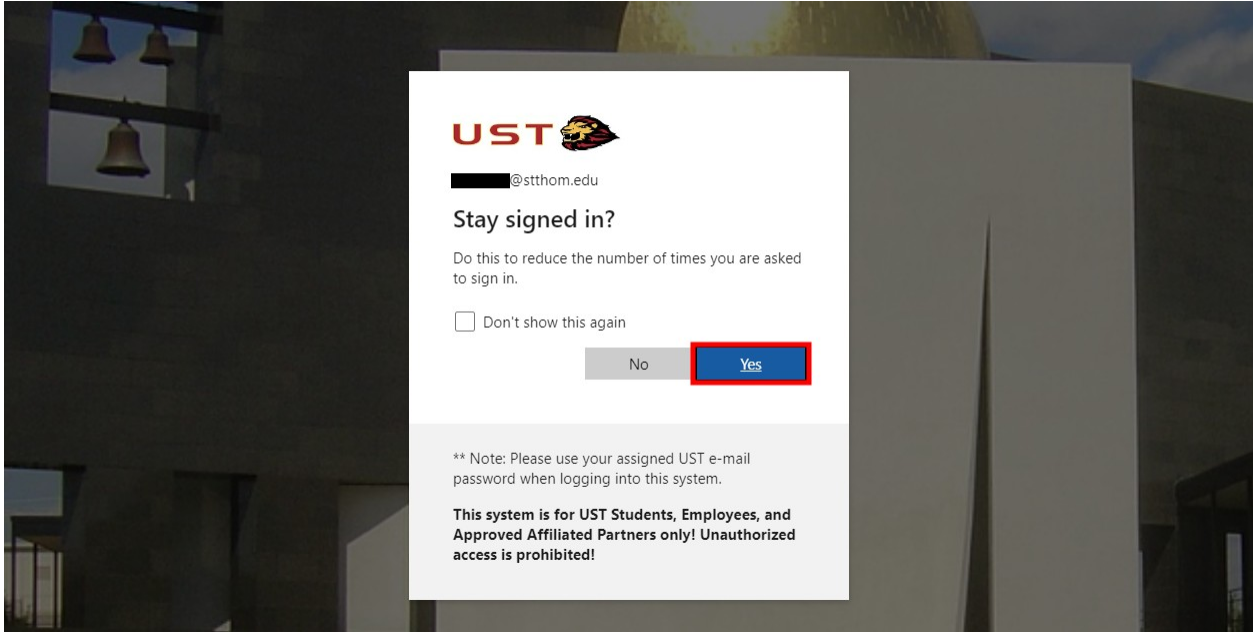 UST
@stthom.edu
Stay signed in?
Do this to reduce the number of times you are asked
to sign in.
Don't show this again
No
Yes
** Note: Please use your assigned UST e-mail
password when logging into this system.
This system is for UST Students, Employees, and
Approved Affiliated Partners only! Unauthorized
access is prohibited!